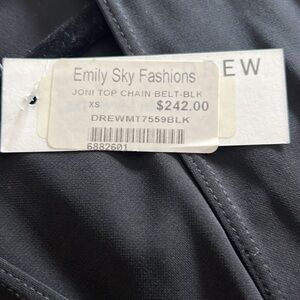 EW
Emily Sky Fashions
JONI TOP CHAIN BELT-BLK
XS $242.00
DREWMT7559BLK
6882601